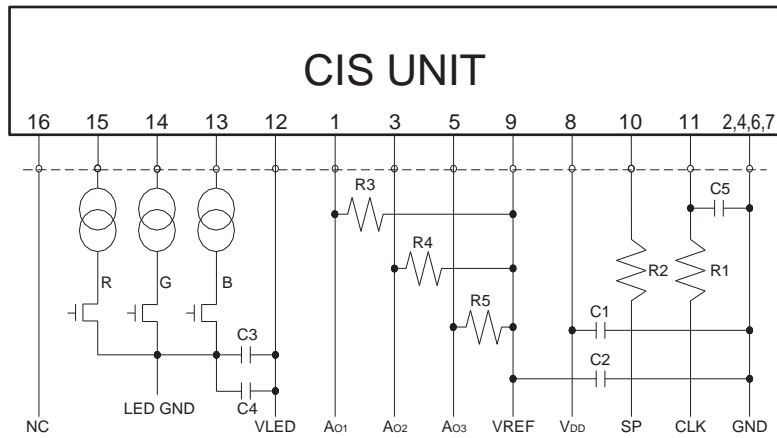 CIS UNIT
16 15 14 13 12 1 3 5 9 8 10 11 2,4,6,7
R3
C5
R4
R G B
R2 R1
R5
C1
C3
C2
C4
LED GND
NC VLED AO1 AO2 AO3 VREF VDD SP CLK GND